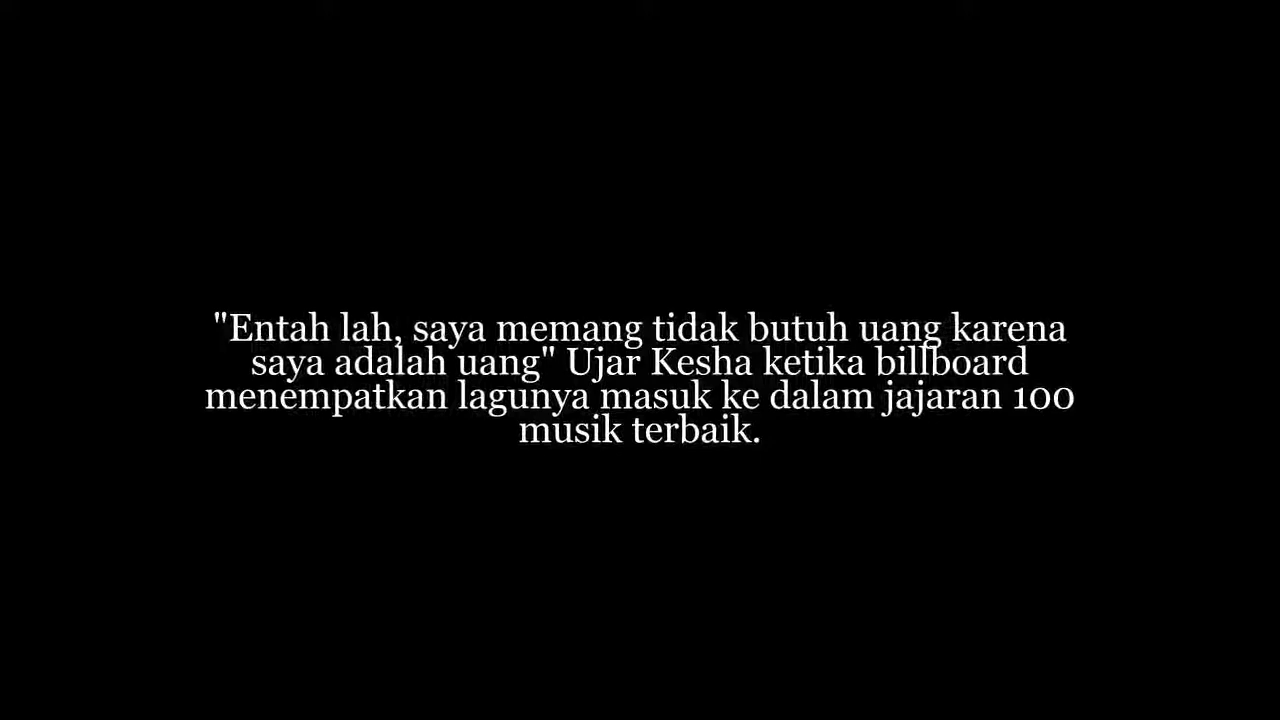 "Entah lah, saya memang tidak butuh uang karena
saya adalah uang" Ujar Kesha ketika billboard
menempatkan lagunya masuk ke dalam jajaran 100
musik terbaik.